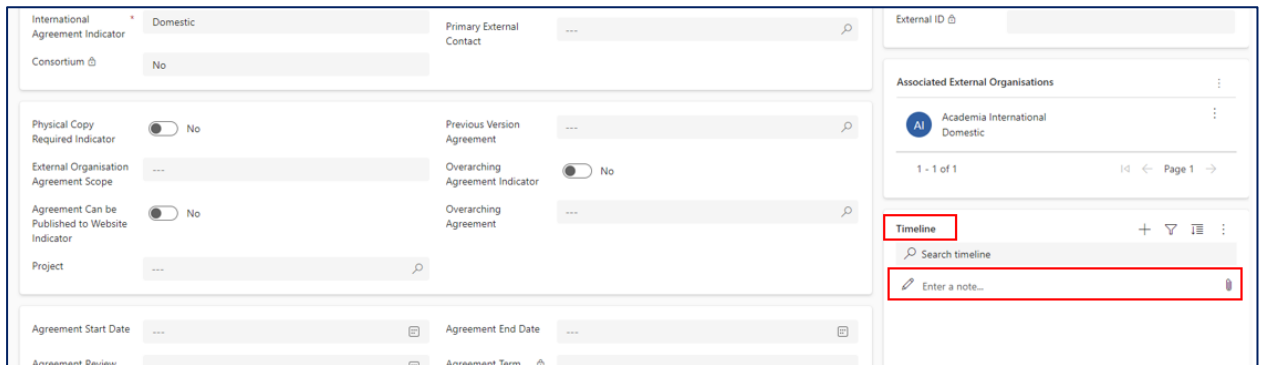 International * Domestic
Agreement Indicator
Primary External ---
Contact
Consortium No
Physical Copy No
Required Indicator
Previous Version ---
Agreement
External Organisation ---
Agreement Scope
Overarching No
Agreement Indicator
Agreement Can be No
Published to Website
Indicator
Overarching ---
Agreement
Project ---
Agreement Start Date ---
Agreement End Date ---
Agreement Review
Agreement Term
External ID
Associated External Organisations
AI
Academia International
Domestic
1 - 1 of 1 Page 1
Timeline
Search timeline
Enter a note...